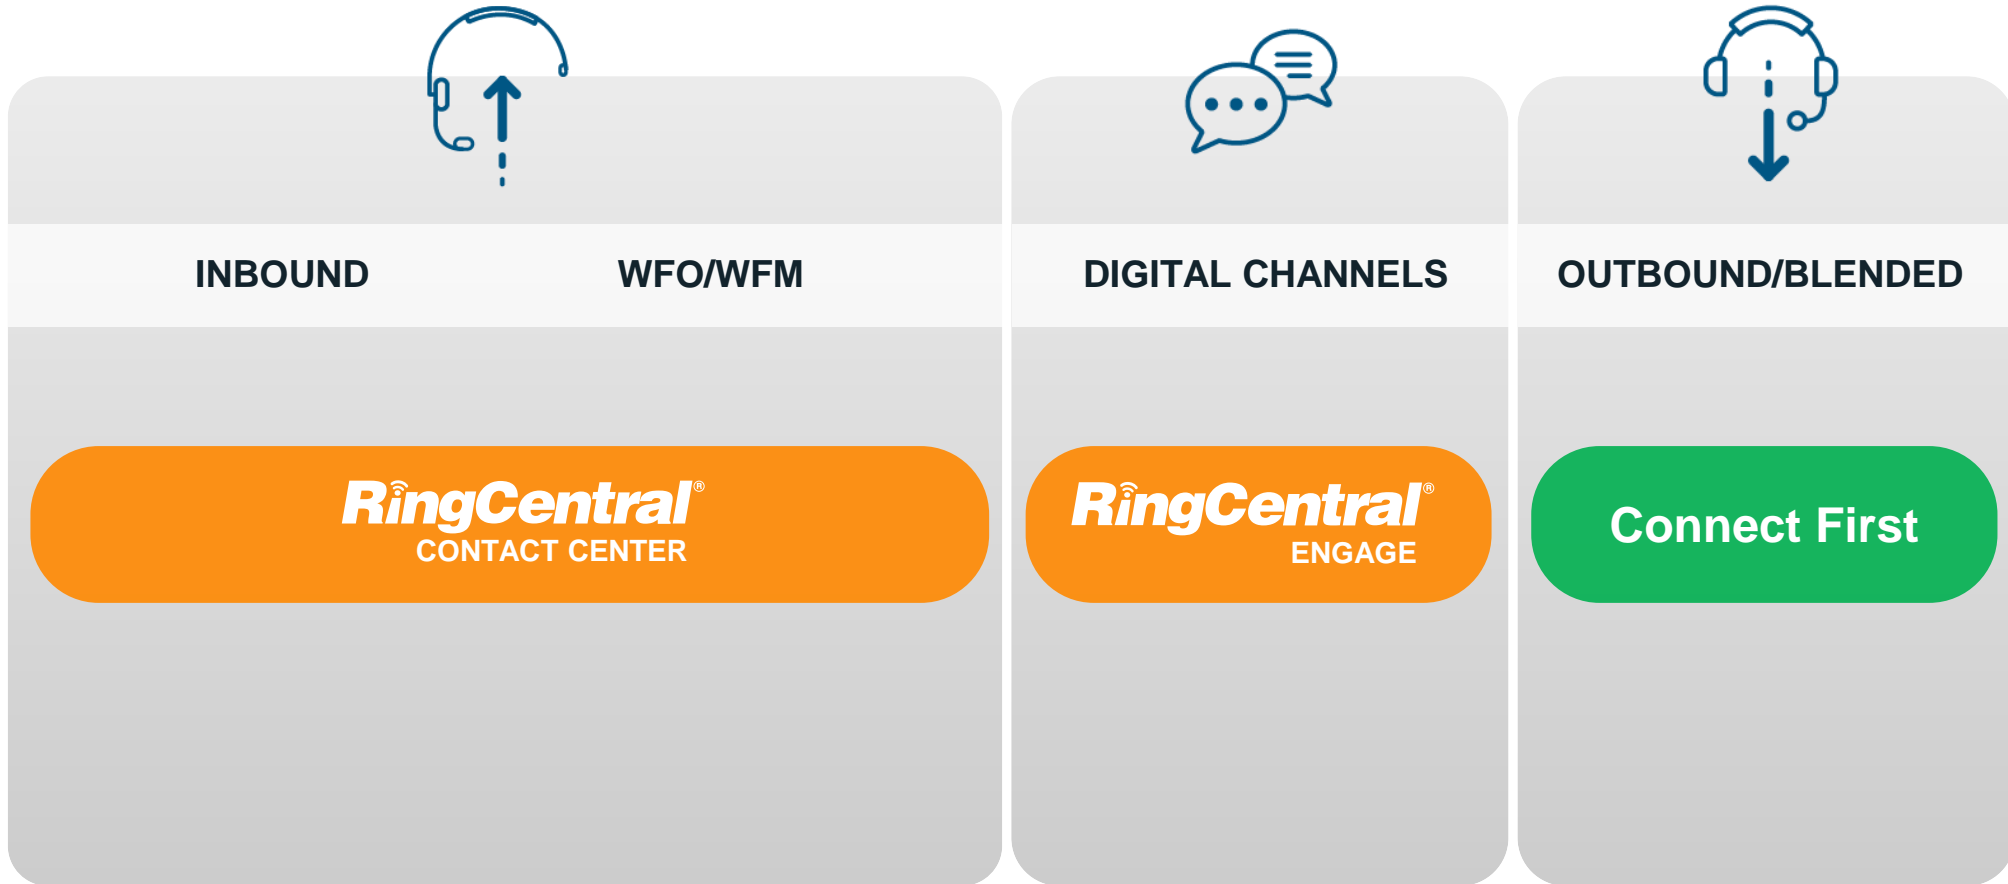 INBOUND WFO/WFM DIGITAL CHANNELS OUTBOUND/BLENDED
RingCentral®
CONTACT CENTER
RingCentral®
ENGAGE
Connect First